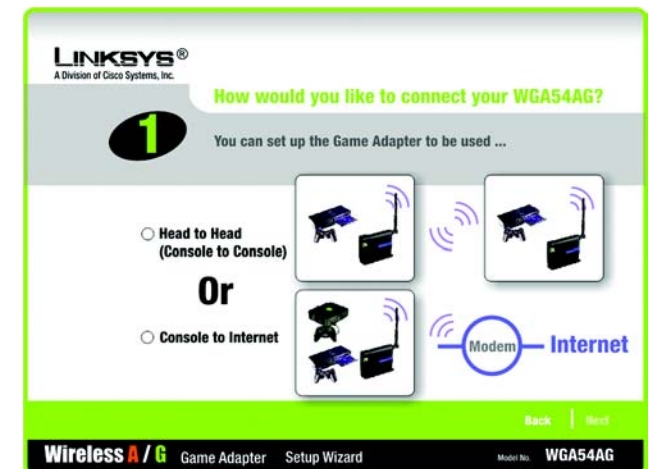 LINKSYS®
A Division of Cisco Systems, Inc.
How would you like to connect your WGA54AG?
1
You can set up the Game Adapter to be used ...
Head to Head
(Console to Console)
Or
Console to Internet
Modem
Internet
Back
Next
Wireless A / G Game Adapter Setup Wizard
Model No. WGA54AG